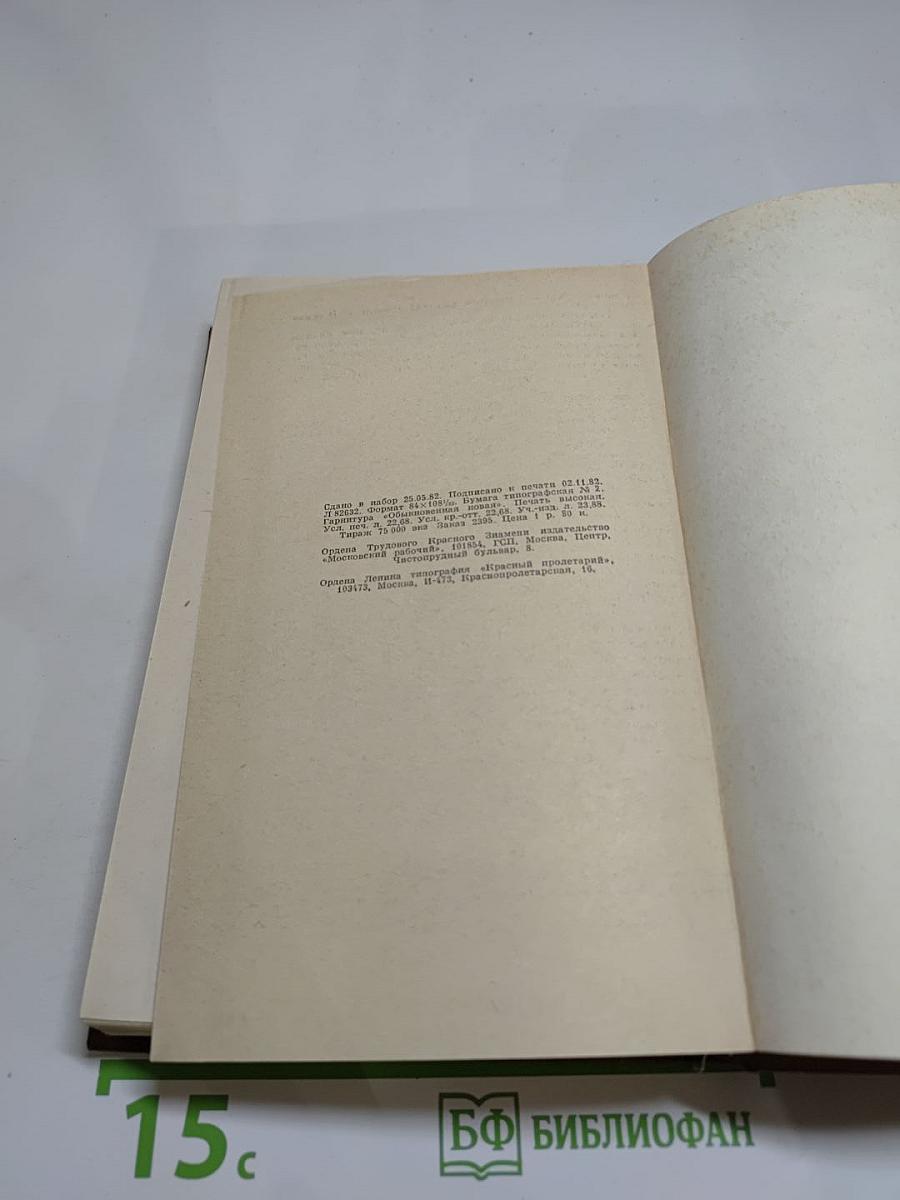 Сдано в набор 25.05.82. Подписано к печати 02.11.82.
Л 82632. Формат 84×108¹/₃₂. Бумага типографская № 2.
Гарнитура «Обыкновенная новая». Печать высокая.
Усл. печ. л. 22,68. Усл. кр.-отт. 22,68. Уч.-изд. л. 23,88.
Тираж 75 000 экз Заказ 2395. Цена 1 р. 80 к.
Ордена Трудового Красного Знамени издательство
«Московский рабочий», 101854, ГСП, Москва, Центр,
Чистопрудный бульвар, 8.
Ордена Ленина типография «Красный пролетарий»,
103473, Москва, И-473, Краснопролетарская, 16.
15 с
БФ БИБЛИОФАН